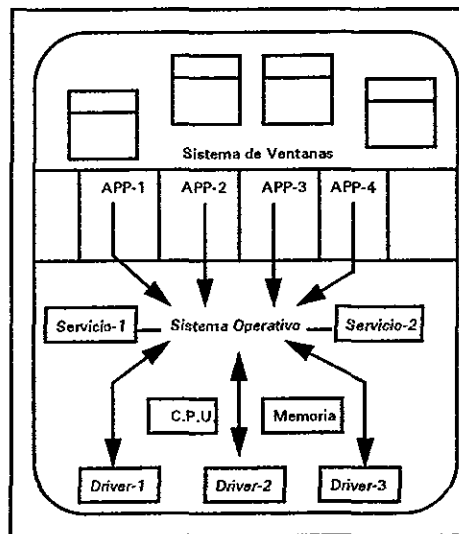 Sistema de Ventanas
APP-1 APP-2 APP-3 APP-4
Servicio-1 Sistema Operativo Servicio-2
C.P.U. Memoria
Driver-1 Driver-2 Driver-3